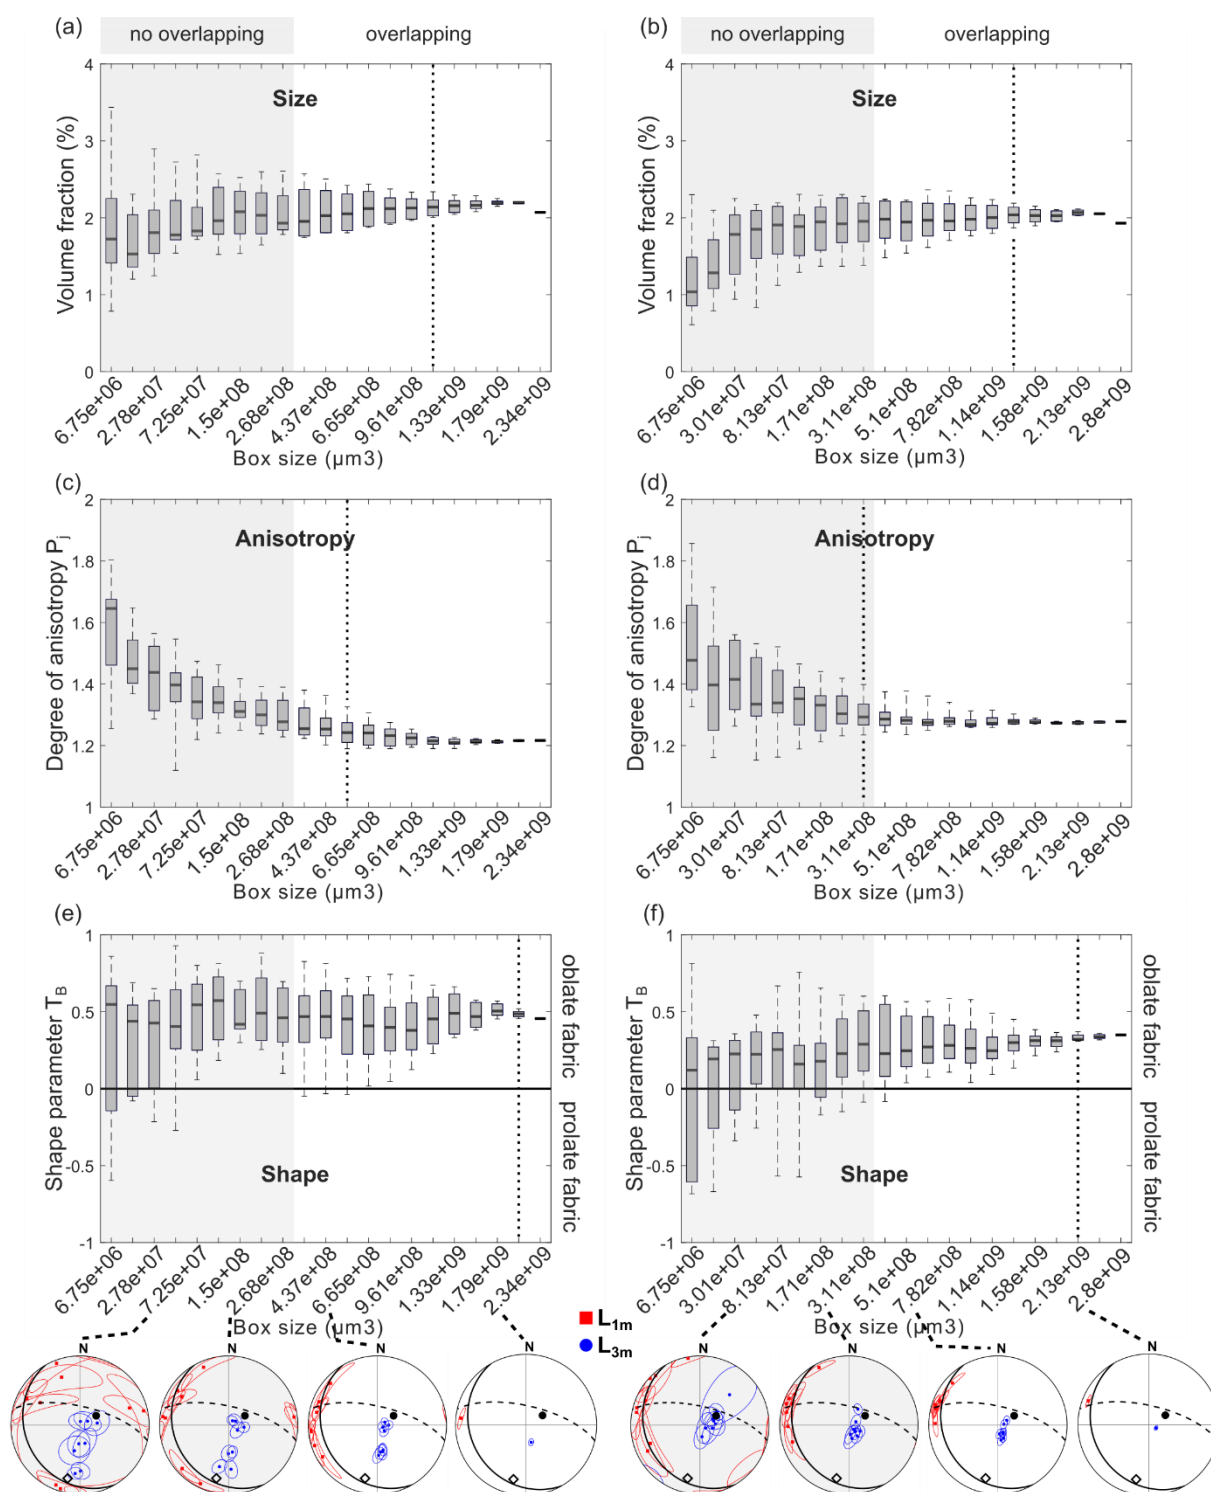 (a)
no overlapping
overlapping
Size
Volume fraction (%)
4
3
2
1
0
6.75e+06
2.78e+07
7.25e+07
1.5e+08
2.68e+08
4.37e+08
6.65e+08
9.61e+08
1.33e+09
1.79e+09
2.34e+09
Box size (µm3)
(b)
no overlapping
overlapping
Size
Volume fraction (%)
4
3
2
1
0
6.75e+06
3.01e+07
8.13e+07
1.71e+08
3.11e+08
5.1e+08
7.82e+08
1.14e+09
1.58e+09
2.13e+09
2.8e+09
Box size (µm3)
(c)
Anisotropy
Degree of anisotropy Pj
2
1.8
1.6
1.4
1.2
1
6.75e+06
2.78e+07
7.25e+07
1.5e+08
2.68e+08
4.37e+08
6.65e+08
9.61e+08
1.33e+09
1.79e+09
2.34e+09
Box size (µm3)
(d)
Anisotropy
Degree of anisotropy Pj
2
1.8
1.6
1.4
1.2
1
6.75e+06
3.01e+07
8.13e+07
1.71e+08
3.11e+08
5.1e+08
7.82e+08
1.14e+09
1.58e+09
2.13e+09
2.8e+09
Box size (µm3)
(e)
Shape
Shape parameter TB
1
0.5
0
-0.5
-1
oblate fabric
prolate fabric
6.75e+06
2.78e+07
7.25e+07
1.5e+08
2.68e+08
4.37e+08
6.65e+08
9.61e+08
1.33e+09
1.79e+09
2.34e+09
Box size (µm3)
(f)
Shape
Shape parameter TB
1
0.5
0
-0.5
-1
oblate fabric
prolate fabric
6.75e+06
3.01e+07
8.13e+07
1.71e+08
3.11e+08
5.1e+08
7.82e+08
1.14e+09
1.58e+09
2.13e+09
2.8e+09
Box size (µm3)
L1m
L3m
N
N
N
N
N
N
N
N